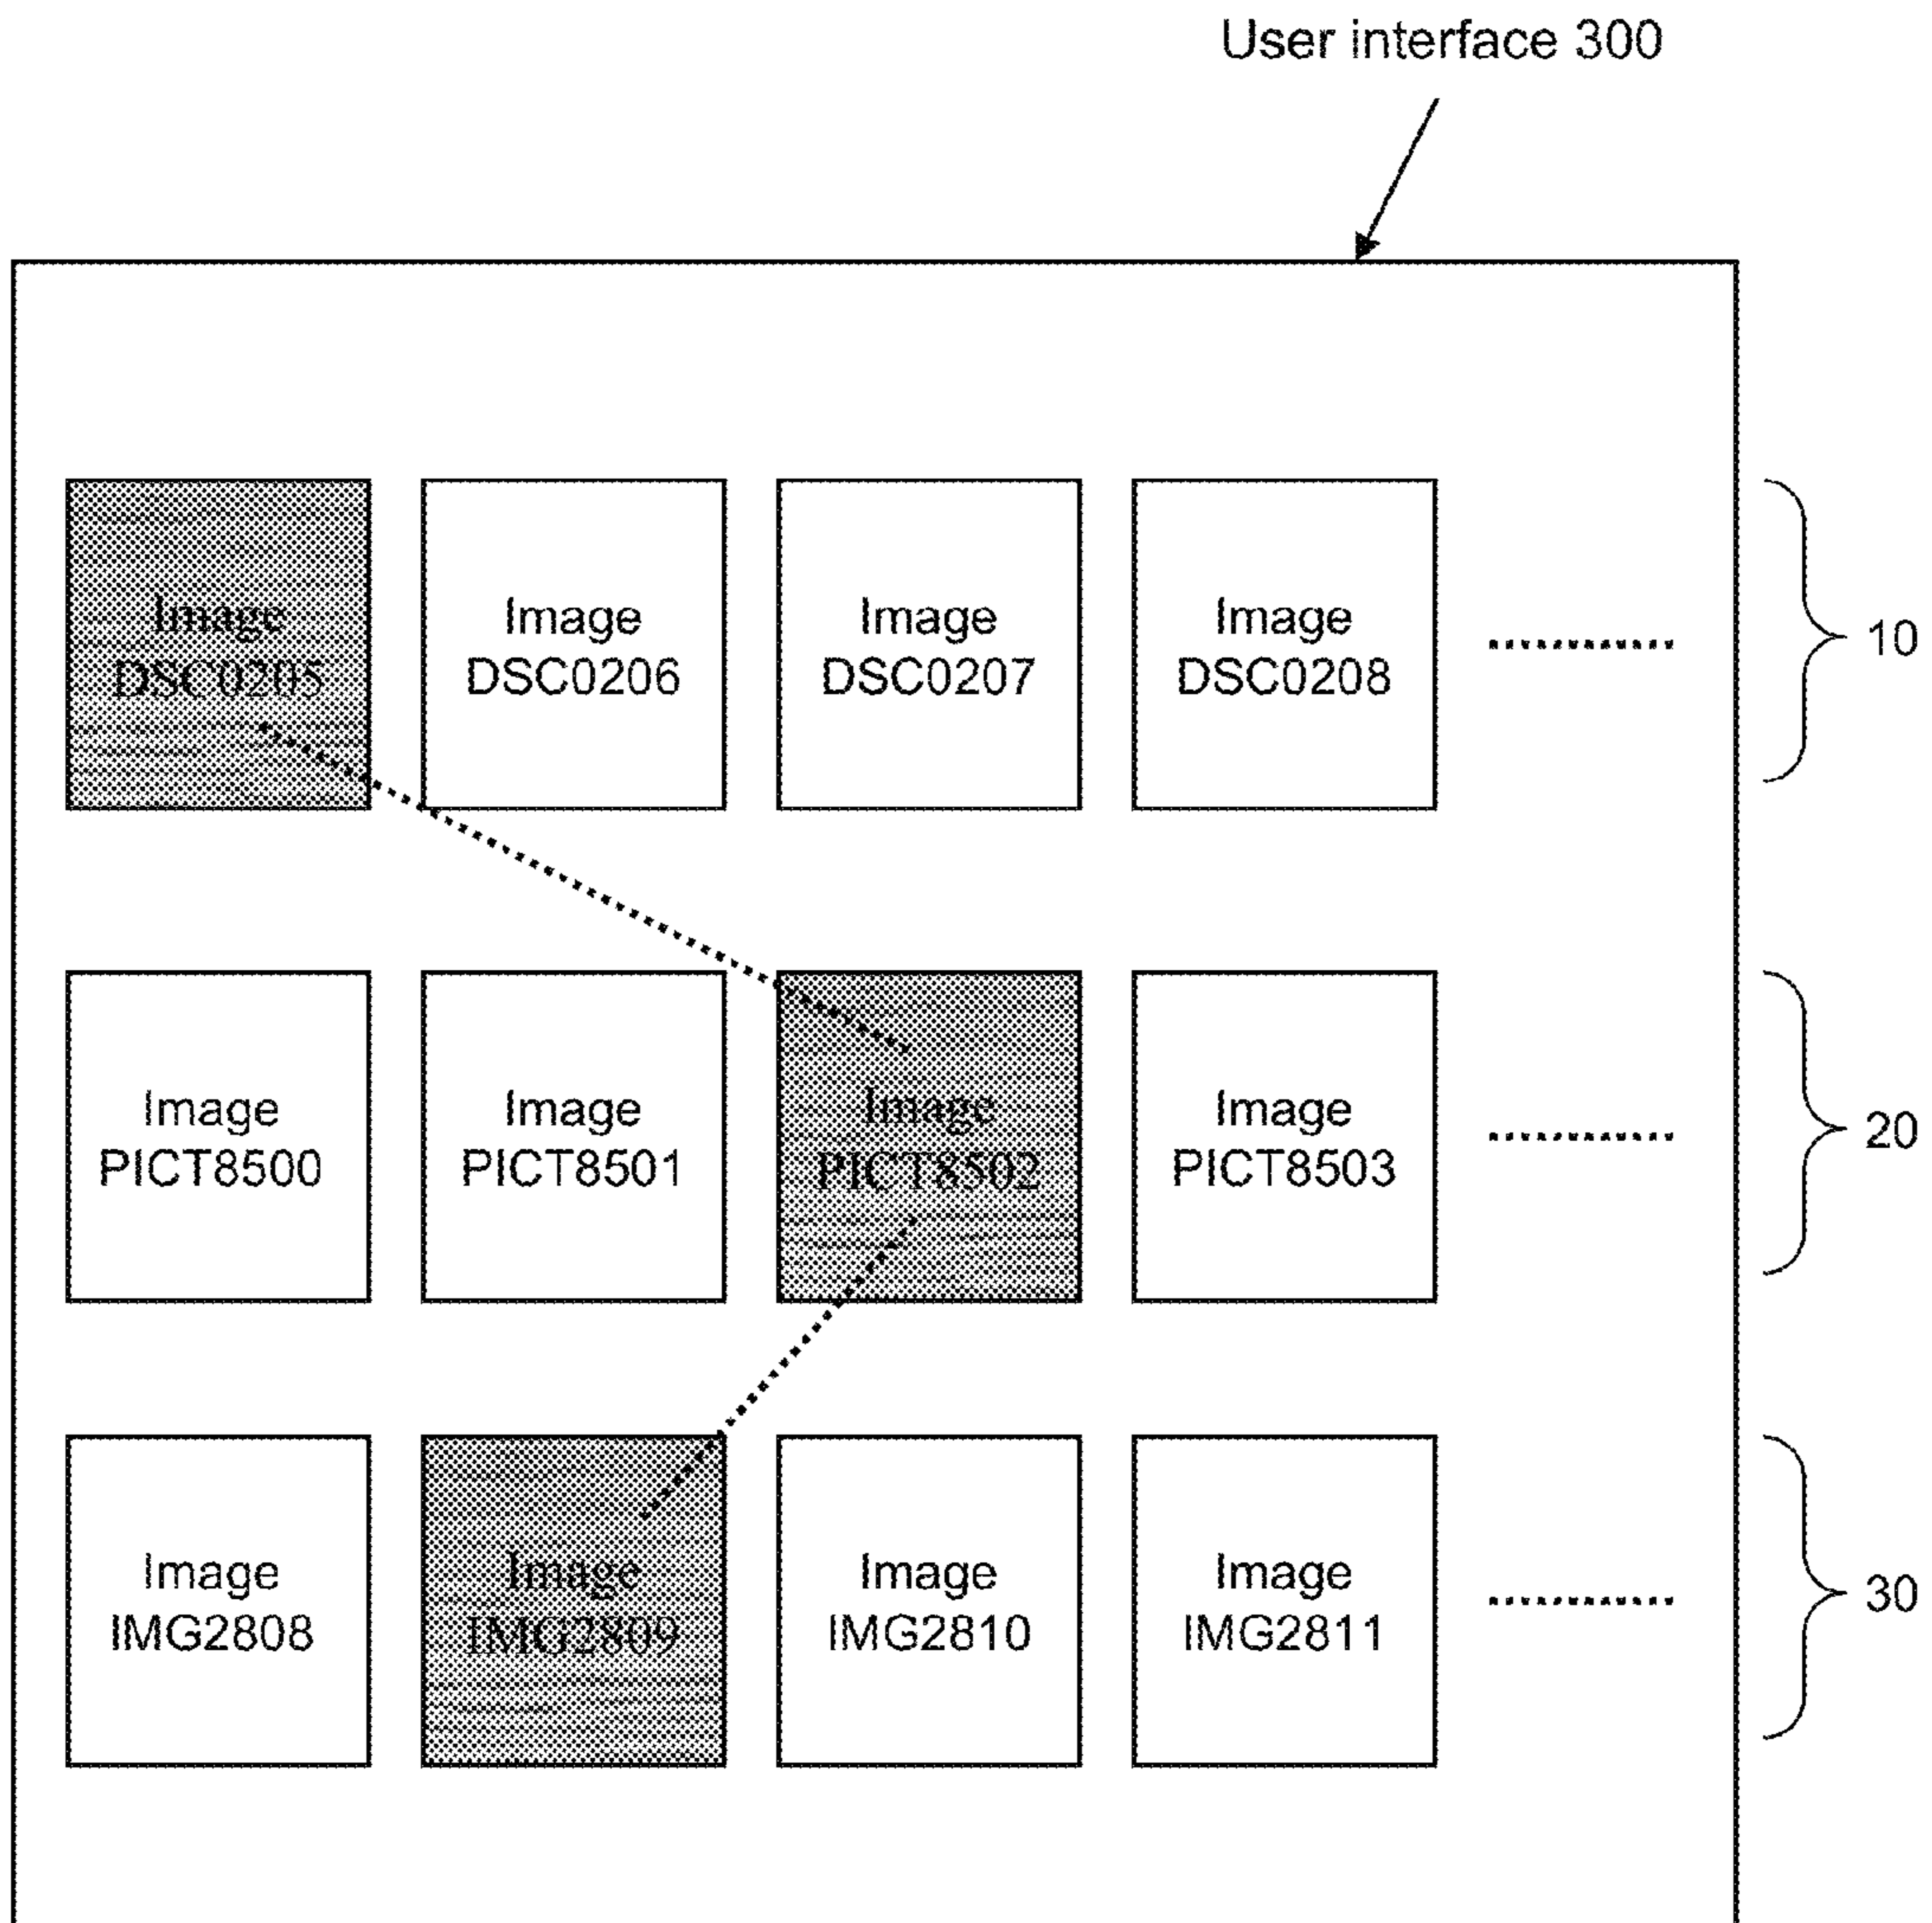 User interface 300
Image
DSC0205
Image
DSC0206
Image
DSC0207
Image
DSC0208
10
Image
PICT8500
Image
PICT8501
Image
PICT8502
Image
PICT8503
20
Image
IMG2808
Image
IMG2809
Image
IMG2810
Image
IMG2811
30